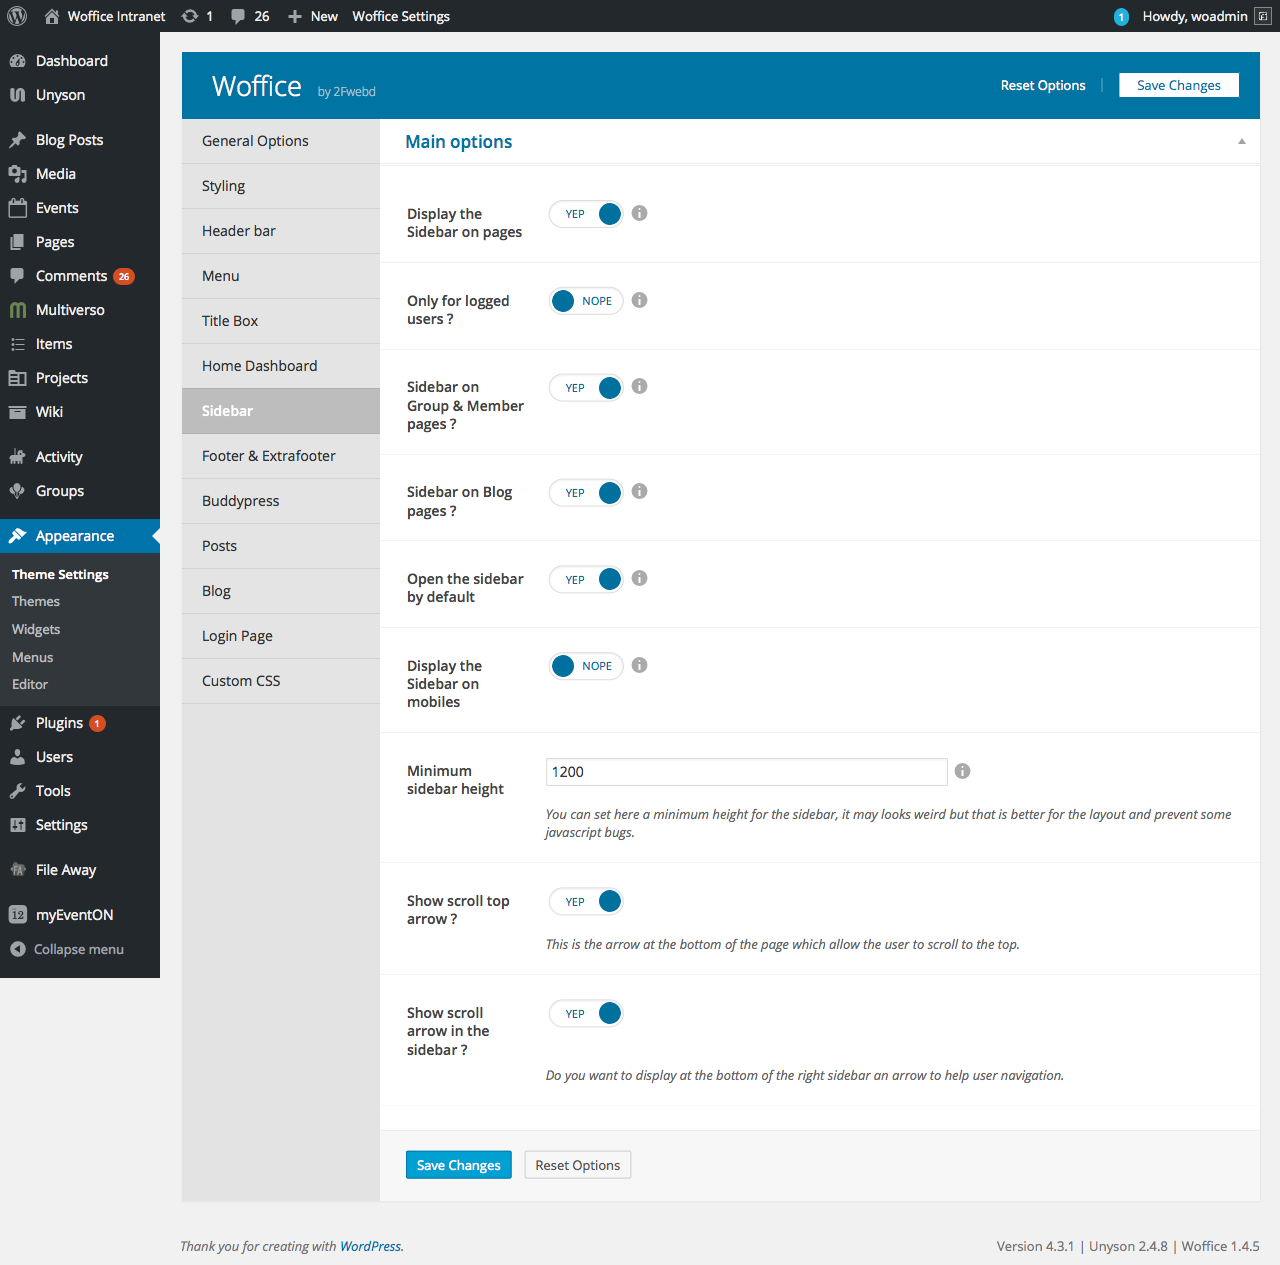 Woffice Intranet
1
26
New
Woffice Settings
1
Howdy, woadmin
Dashboard
Unyson
Blog Posts
Media
Events
Pages
Comments 26
Multiverso
Items
Projects
Wiki
Activity
Groups
Appearance
Theme Settings
Themes
Widgets
Menus
Editor
Plugins 1
Users
Tools
Settings
FA File Away
12 myEventON
Collapse menu
Woffice by 2Fwebd
Reset Options | Save Changes
General Options
Styling
Header bar
Menu
Title Box
Home Dashboard
Sidebar
Footer & Extrafooter
Buddypress
Posts
Blog
Login Page
Custom CSS
Main options
Display the
Sidebar on pages
YEP
Only for logged
users ?
NOPE
Sidebar on
Group & Member
pages ?
YEP
Sidebar on Blog
pages ?
YEP
Open the sidebar
by default
YEP
Display the
Sidebar on
mobiles
NOPE
Minimum
sidebar height
1200
You can set here a minimum height for the sidebar, it may looks weird but that is better for the layout and prevent some
javascript bugs.
Show scroll top
arrow ?
YEP
This is the arrow at the bottom of the page which allow the user to scroll to the top.
Show scroll
arrow in the
sidebar ?
YEP
Do you want to display at the bottom of the right sidebar an arrow to help user navigation.
Save Changes
Reset Options
Thank you for creating with WordPress.
Version 4.3.1 | Unyson 2.4.8 | Woffice 1.4.5